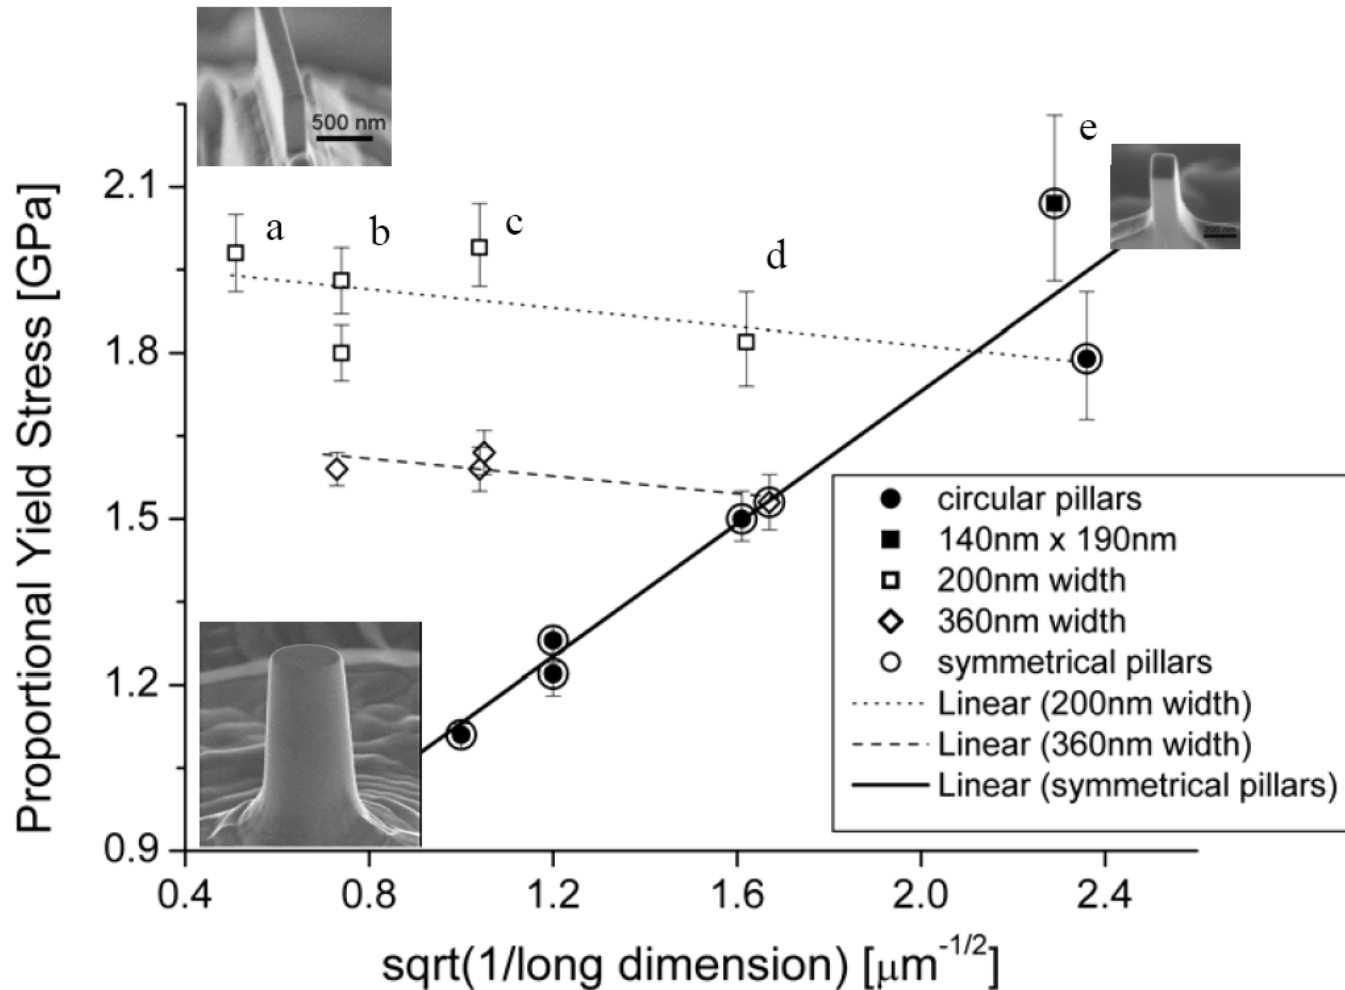 500 nm
a
b
c
d
e
200 nm
Proportional Yield Stress [GPa]
2.1
1.8
1.5
1.2
0.9
0.4
0.8
1.2
1.6
2.0
2.4
sqrt(1/long dimension) [μm-1/2]
circular pillars
140nm x 190nm
200nm width
360nm width
symmetrical pillars
Linear (200nm width)
Linear (360nm width)
Linear (symmetrical pillars)